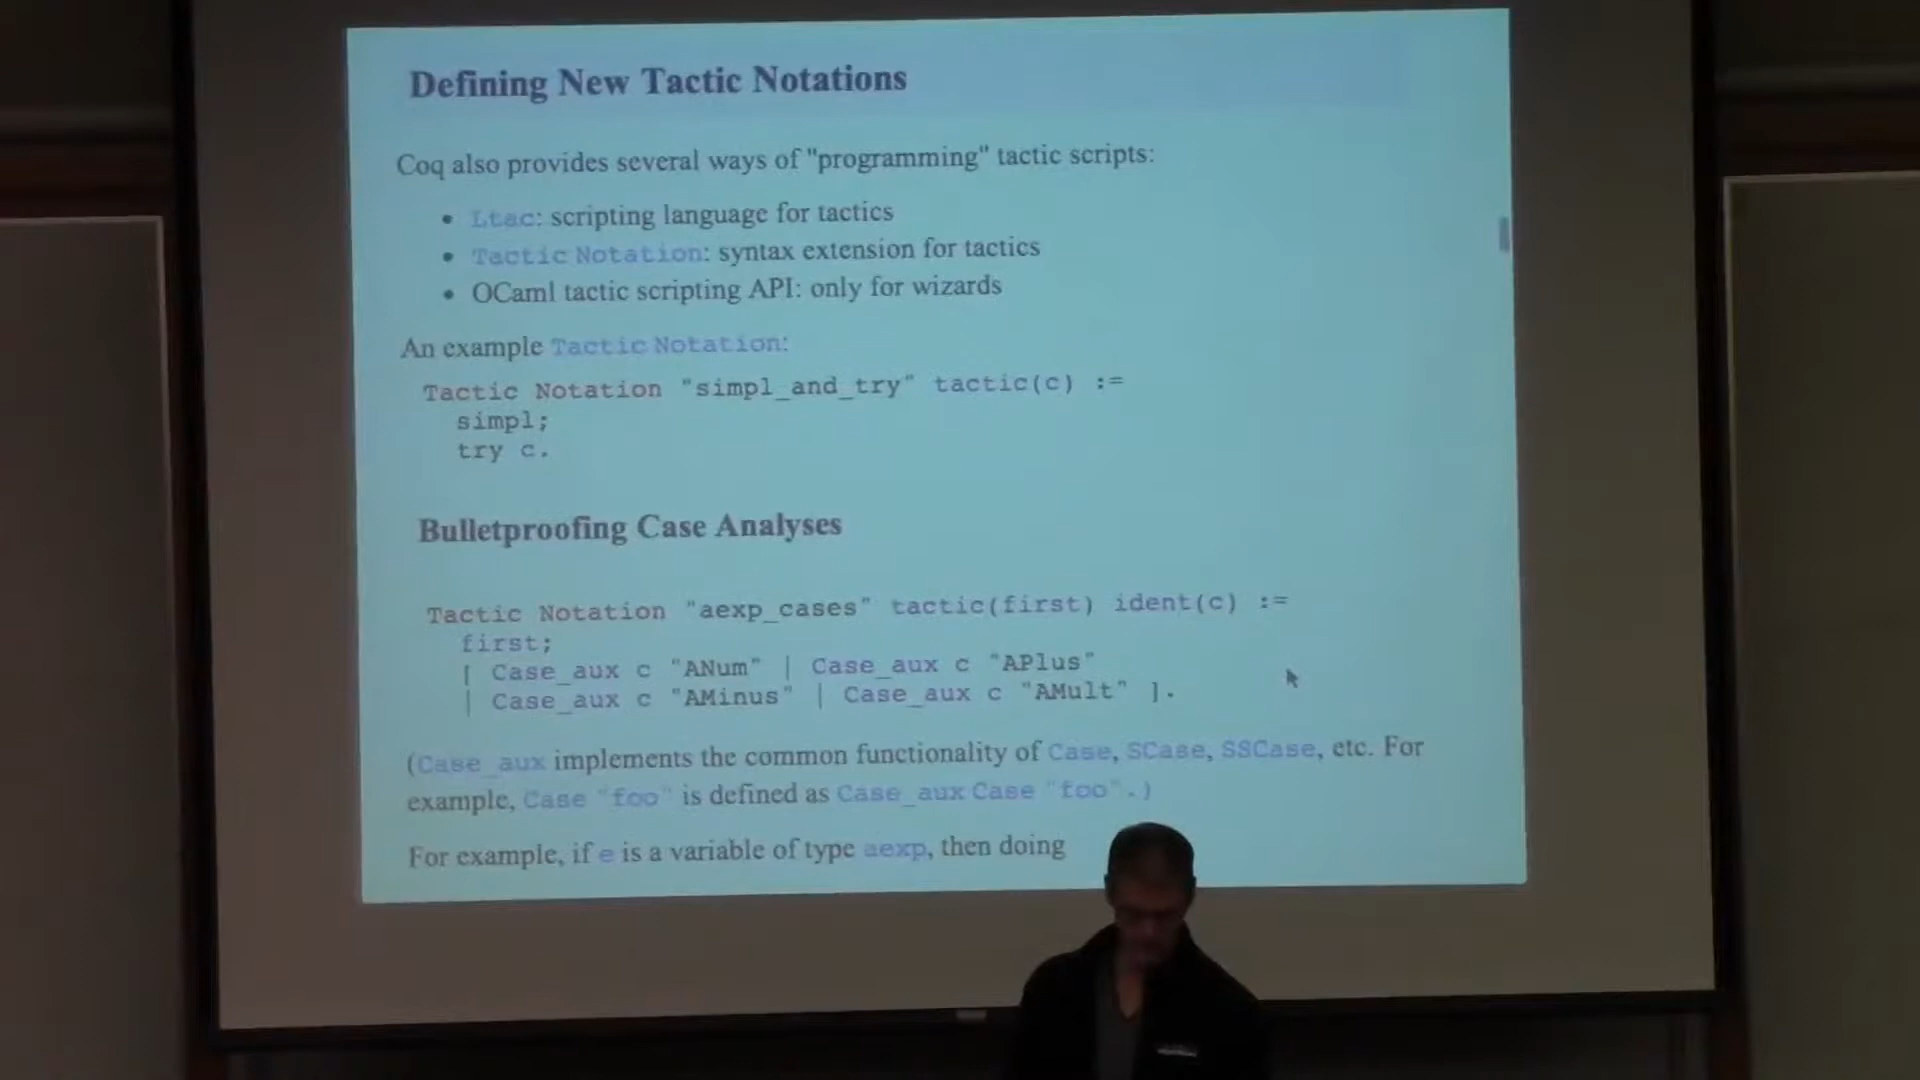 Defining New Tactic Notations
Coq also provides several ways of "programming" tactic scripts:
• Ltac: scripting language for tactics
• Tactic Notation: syntax extension for tactics
• OCaml tactic scripting API: only for wizards
An example Tactic Notation:
Tactic Notation "simpl_and_try" tactic(c) :=
simpl;
try c.
Bulletproofing Case Analyses
Tactic Notation "aexp_cases" tactic(first) ident(c) :=
first;
[ Case_aux c "ANum" | Case_aux c "APlus"
| Case_aux c "AMinus" | Case_aux c "AMult" ].
(Case_aux implements the common functionality of Case, SCase, SSCase, etc. For
example, Case "foo" is defined as Case_aux Case "foo".)
For example, if e is a variable of type aexp, then doing